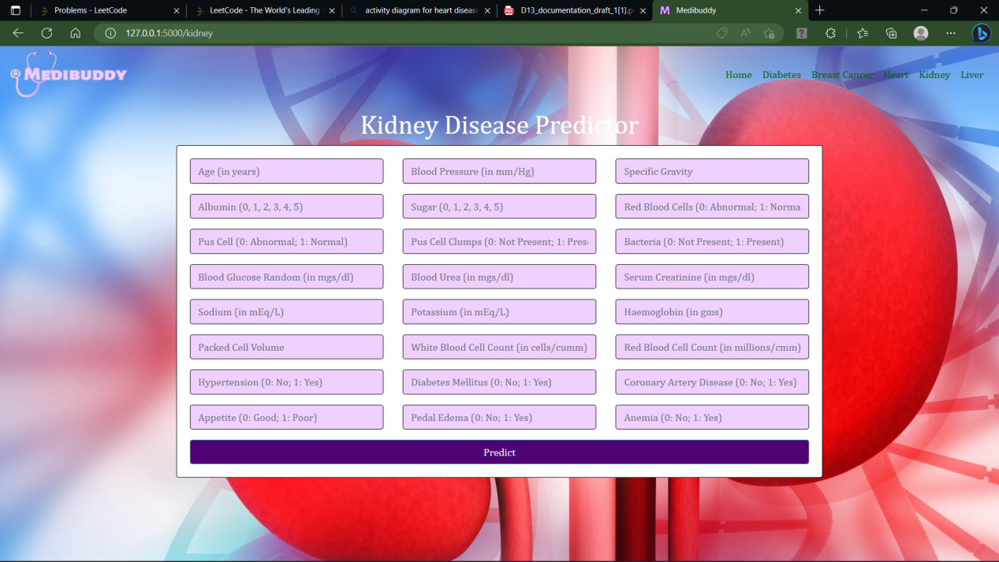 Problems - LeetCode
LeetCode - The World's Leading
activity diagram for heart disease
PDF
D13_documentation_draft_1[1].p
M
Medibuddy
127.0.0.1:5000/kidney
MEDIBUDDY
Home Diabetes Breast Cancer Heart Kidney Liver
Kidney Disease Predictor
Age (in years) Blood Pressure (in mm/Hg) Specific Gravity
Albumin (0, 1, 2, 3, 4, 5) Sugar (0, 1, 2, 3, 4, 5) Red Blood Cells (0: Abnormal; 1: Norma
Pus Cell (0: Abnormal; 1: Normal) Pus Cell Clumps (0: Not Present; 1: Pres Bacteria (0: Not Present; 1: Present)
Blood Glucose Random (in mgs/dl) Blood Urea (in mgs/dl) Serum Creatinine (in mgs/dl)
Sodium (in mEq/L) Potassium (in mEq/L) Haemoglobin (in gms)
Packed Cell Volume White Blood Cell Count (in cells/cumm) Red Blood Cell Count (in millions/cmm)
Hypertension (0: No; 1: Yes) Diabetes Mellitus (0: No; 1: Yes) Coronary Artery Disease (0: No; 1: Yes)
Appetite (0: Good; 1: Poor) Pedal Edema (0: No; 1: Yes) Anemia (0: No; 1: Yes)
Predict